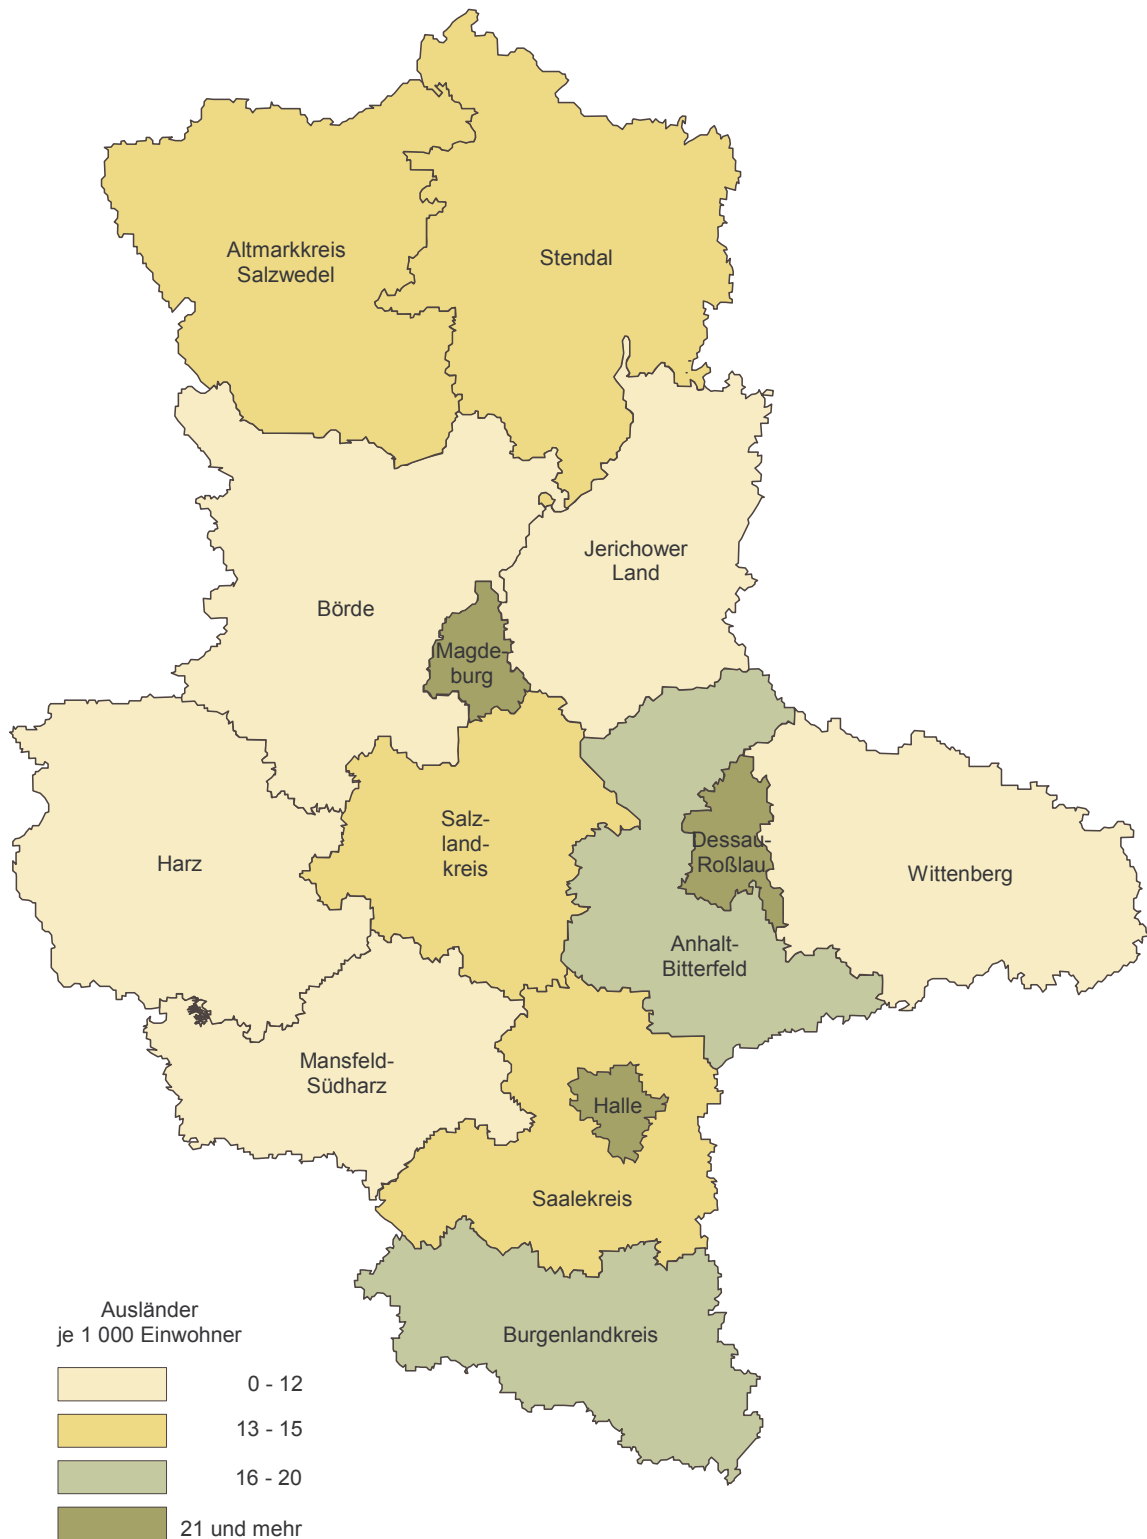 Altmarkkreis
Salzwedel
Stendal
Jerichower
Land
Börde
Magde-
burg
Salz-
land-
kreis
Harz
Dessau-
Roßlau
Wittenberg
Anhalt-
Bitterfeld
Mansfeld-
Südharz
Halle
Saalekreis
Burgenlandkreis
Ausländer
je 1 000 Einwohner
0 - 12
13 - 15
16 - 20
21 und mehr